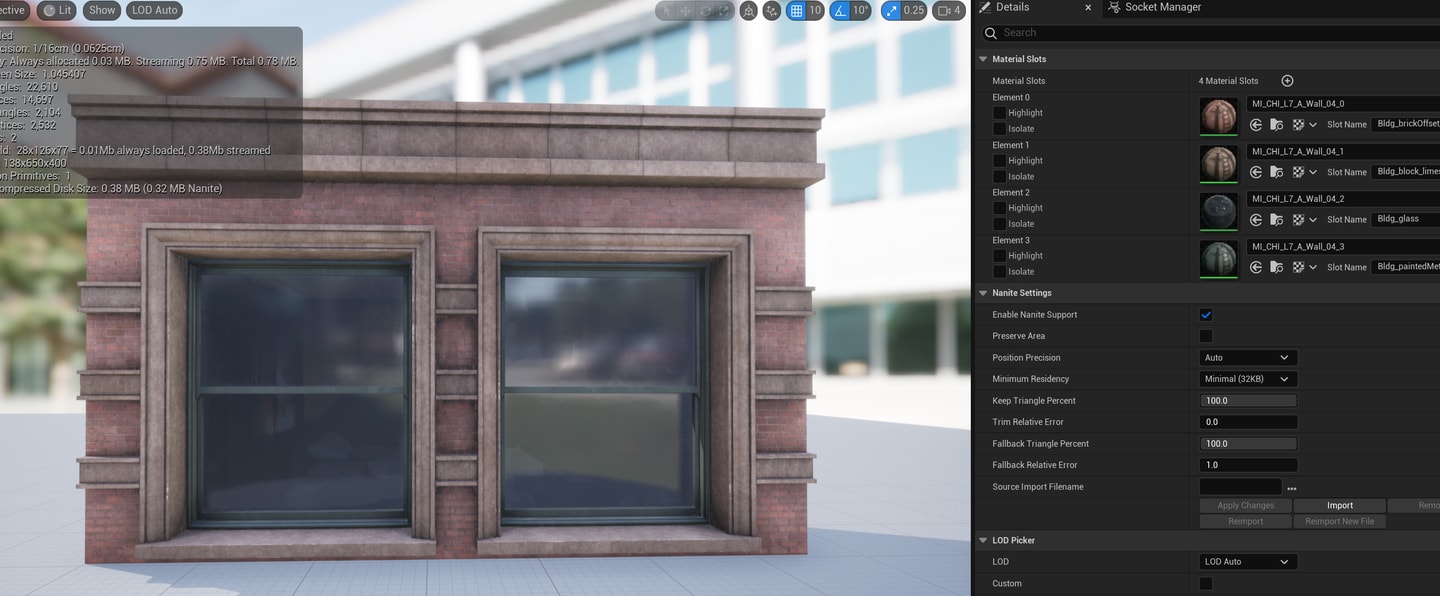 ective Lit Show LOD Auto 10 10° 0.25 4
led
cision: 1/16cm (0.0625cm)
y: Always allocated 0.03 MB. Streaming 0.75 MB. Total 0.78 MB.
en Size: 1.045407
gles: 22,610
ces: 14,697
angles: 2,104
tices: 2,532
s: 2
ld: 28x126x77 = 0.01Mb always loaded, 0.38Mb streamed
138x650x400
on Primitives: 1
ompressed Disk Size: 0.38 MB (0.32 MB Nanite)
Details × Socket Manager
Search
Material Slots
Material Slots 4 Material Slots
Element 0 MI_CHI_L7_A_Wall_04_0
Highlight
Isolate Slot Name Bldg_brickOffset
Element 1 MI_CHI_L7_A_Wall_04_1
Highlight
Isolate Slot Name Bldg_block_limes
Element 2 MI_CHI_L7_A_Wall_04_2
Highlight
Isolate Slot Name Bldg_glass
Element 3 MI_CHI_L7_A_Wall_04_3
Highlight
Isolate Slot Name Bldg_paintedMet
Nanite Settings
Enable Nanite Support
Preserve Area
Position Precision Auto
Minimum Residency Minimal (32KB)
Keep Triangle Percent 100.0
Trim Relative Error 0.0
Fallback Triangle Percent 100.0
Fallback Relative Error 1.0
Source Import Filename ...
Apply Changes Import Remo
Reimport Reimport New File
LOD Picker
LOD LOD Auto
Custom